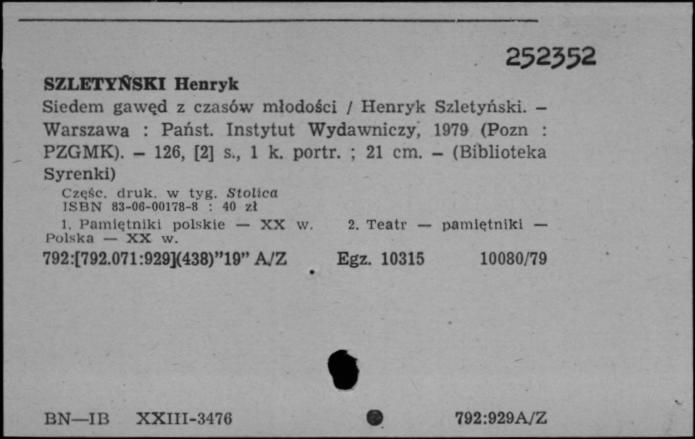 252352
SZLETYŃSKI Henryk
Siedem gawęd z czasów młodości / Henryk Szletyński. —
Warszawa : Państ. Instytut Wydawniczy, 1979 (Pozn :
PZGMK). — 126, [2] s., 1 k. portr. ; 21 cm. — (Biblioteka
Syrenki)
Częśc. druk. w tyg. Stolica
ISBN 83-06-00178-8 : 40 zł
1. Pamiętniki polskie — XX w. 2. Teatr — pamiętniki —
Polska — XX w.
792:[792.071:929](438)"19" A/Z Egz. 10315 10080/79
BN—IB XXIII-3476 792:929A/Z